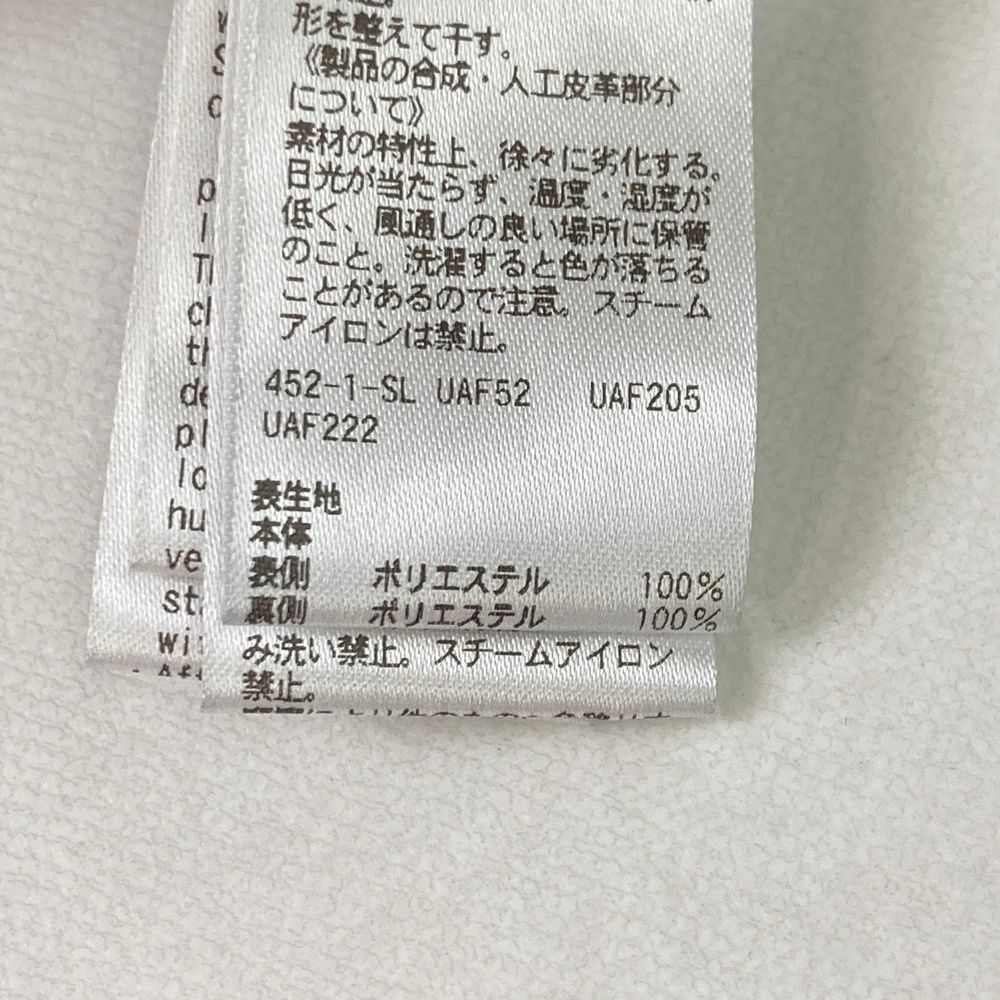 形を整えて干す。
《製品の合成・人工皮革部分
について》
素材の特性上、徐々に劣化する。
日光が当たらず、温度・湿度が
低く、風通しの良い場所に保管
のこと。洗濯すると色が落ちる
ことがあるので注意。スチーム
アイロンは禁止。
452-1-SL UAF52 UAF205
UAF222
表生地
本体
表側 ポリエステル 100%
裏側 ポリエステル 100%
み洗い禁止。スチームアイロン
禁止。